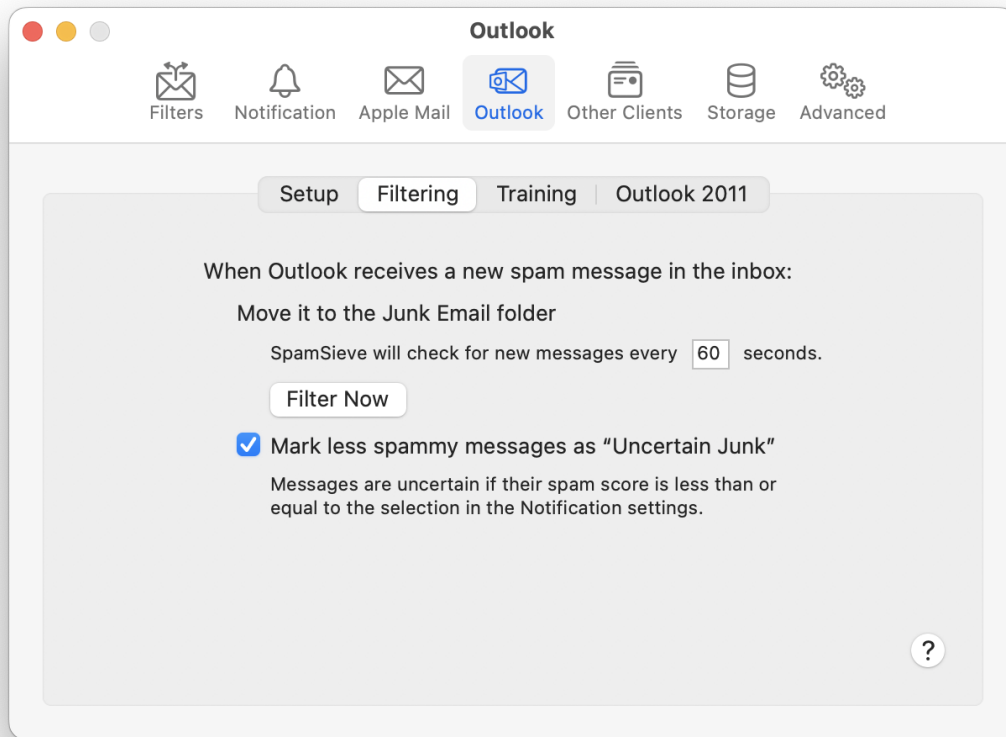 Outlook
Filters
Notification
Apple Mail
Outlook
Other Clients
Storage
Advanced
Setup
Filtering
Training
Outlook 2011
When Outlook receives a new spam message in the inbox:
Move it to the Junk Email folder
SpamSieve will check for new messages every 60 seconds.
Filter Now
Mark less spammy messages as “Uncertain Junk”
Messages are uncertain if their spam score is less than or
equal to the selection in the Notification settings.
?